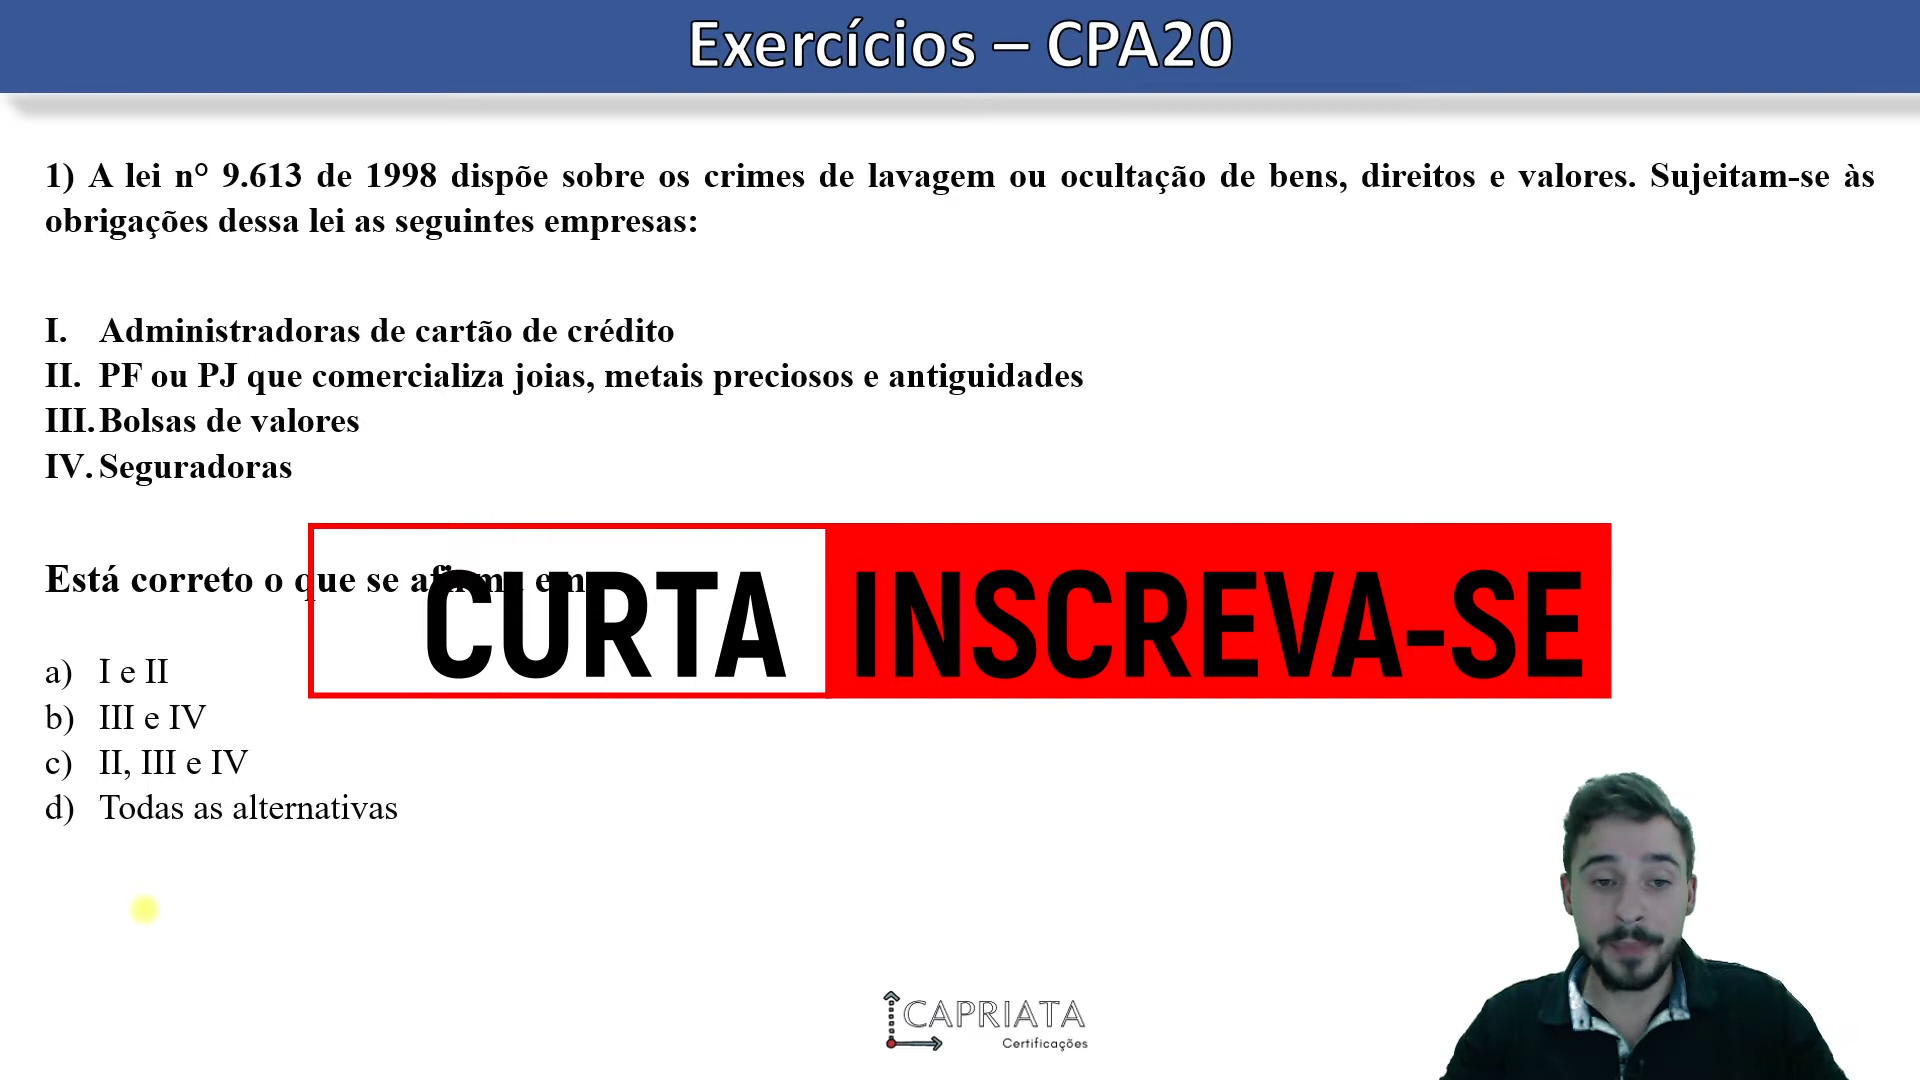 Exercícios – CPA20
1) A lei n° 9.613 de 1998 dispõe sobre os crimes de lavagem ou ocultação de bens, direitos e valores. Sujeitam-se às
obrigações dessa lei as seguintes empresas:
I. Administradoras de cartão de crédito
II. PF ou PJ que comercializa joias, metais preciosos e antiguidades
III. Bolsas de valores
IV. Seguradoras
Está correto o que se afirma em
CURTA INSCREVA-SE
a) I e II
b) III e IV
c) II, III e IV
d) Todas as alternativas
CAPRIATA
Certificações